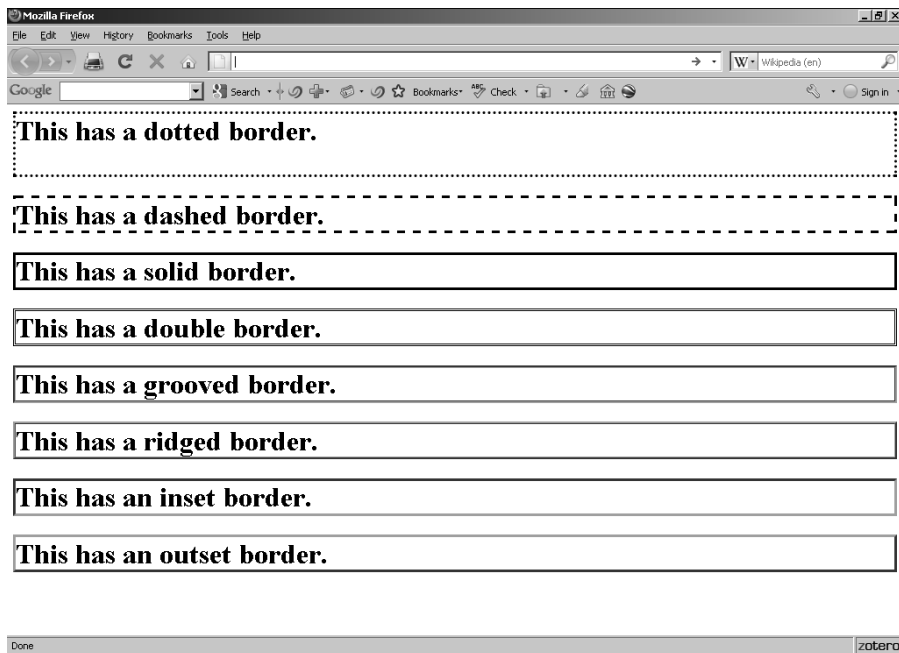 Mozilla Firefox
File Edit View History Bookmarks Tools Help
W Wikipedia (en)
Google Search Bookmarks ABC Check Sign in
This has a dotted border.
This has a dashed border.
This has a solid border.
This has a double border.
This has a grooved border.
This has a ridged border.
This has an inset border.
This has an outset border.
Done zotero